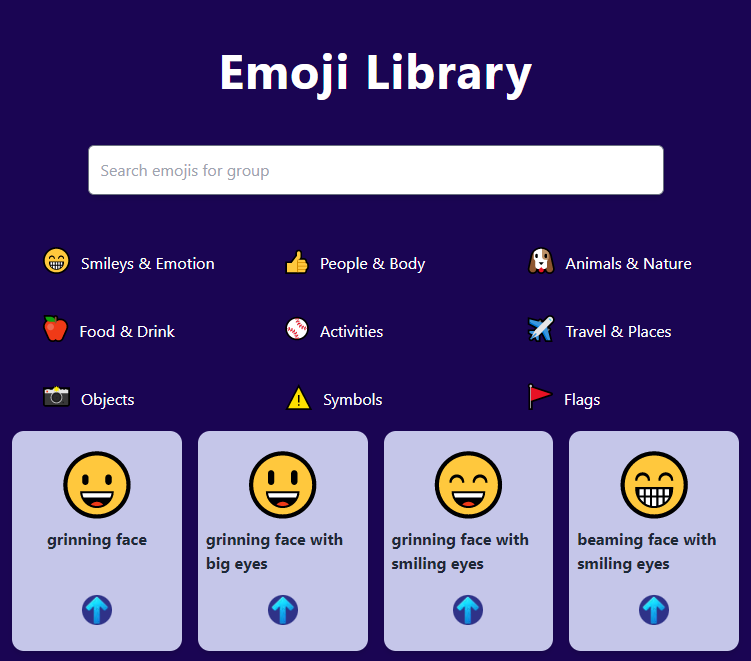 Emoji Library
Search emojis for group
Smileys & Emotion
People & Body
Animals & Nature
Food & Drink
Activities
Travel & Places
Objects
Symbols
Flags
grinning face
grinning face with
big eyes
grinning face with
smiling eyes
beaming face with
smiling eyes